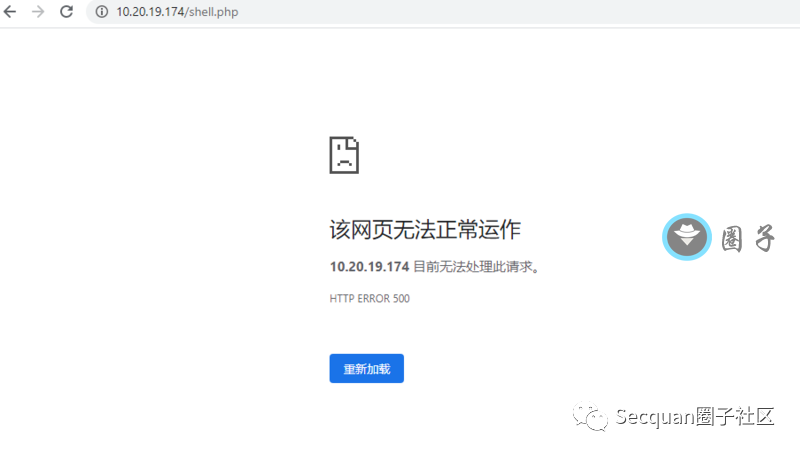 10.20.19.174/shell.php
该网页无法正常运作
圈子
10.20.19.174 目前无法处理此请求。
HTTP ERROR 500
重新加载
Secquan圈子社区